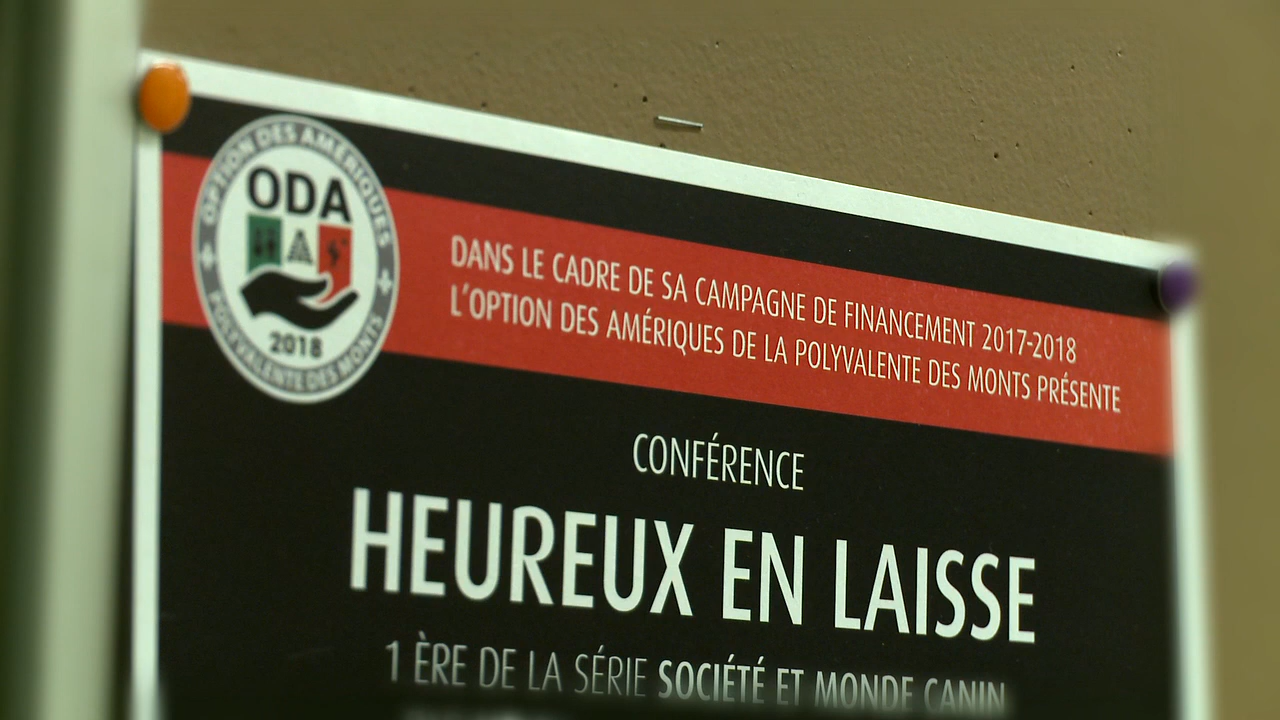 OPTION DES AMÉRIQUES
ODA
2018
POLYVALENTE DES MONTS
DANS LE CADRE DE SA CAMPAGNE DE FINANCEMENT 2017-2018
L'OPTION DES AMÉRIQUES DE LA POLYVALENTE DES MONTS PRÉSENTE
CONFÉRENCE
HEUREUX EN LAISSE
1 ÈRE DE LA SÉRIE SOCIÉTÉ ET MONDE CANIN